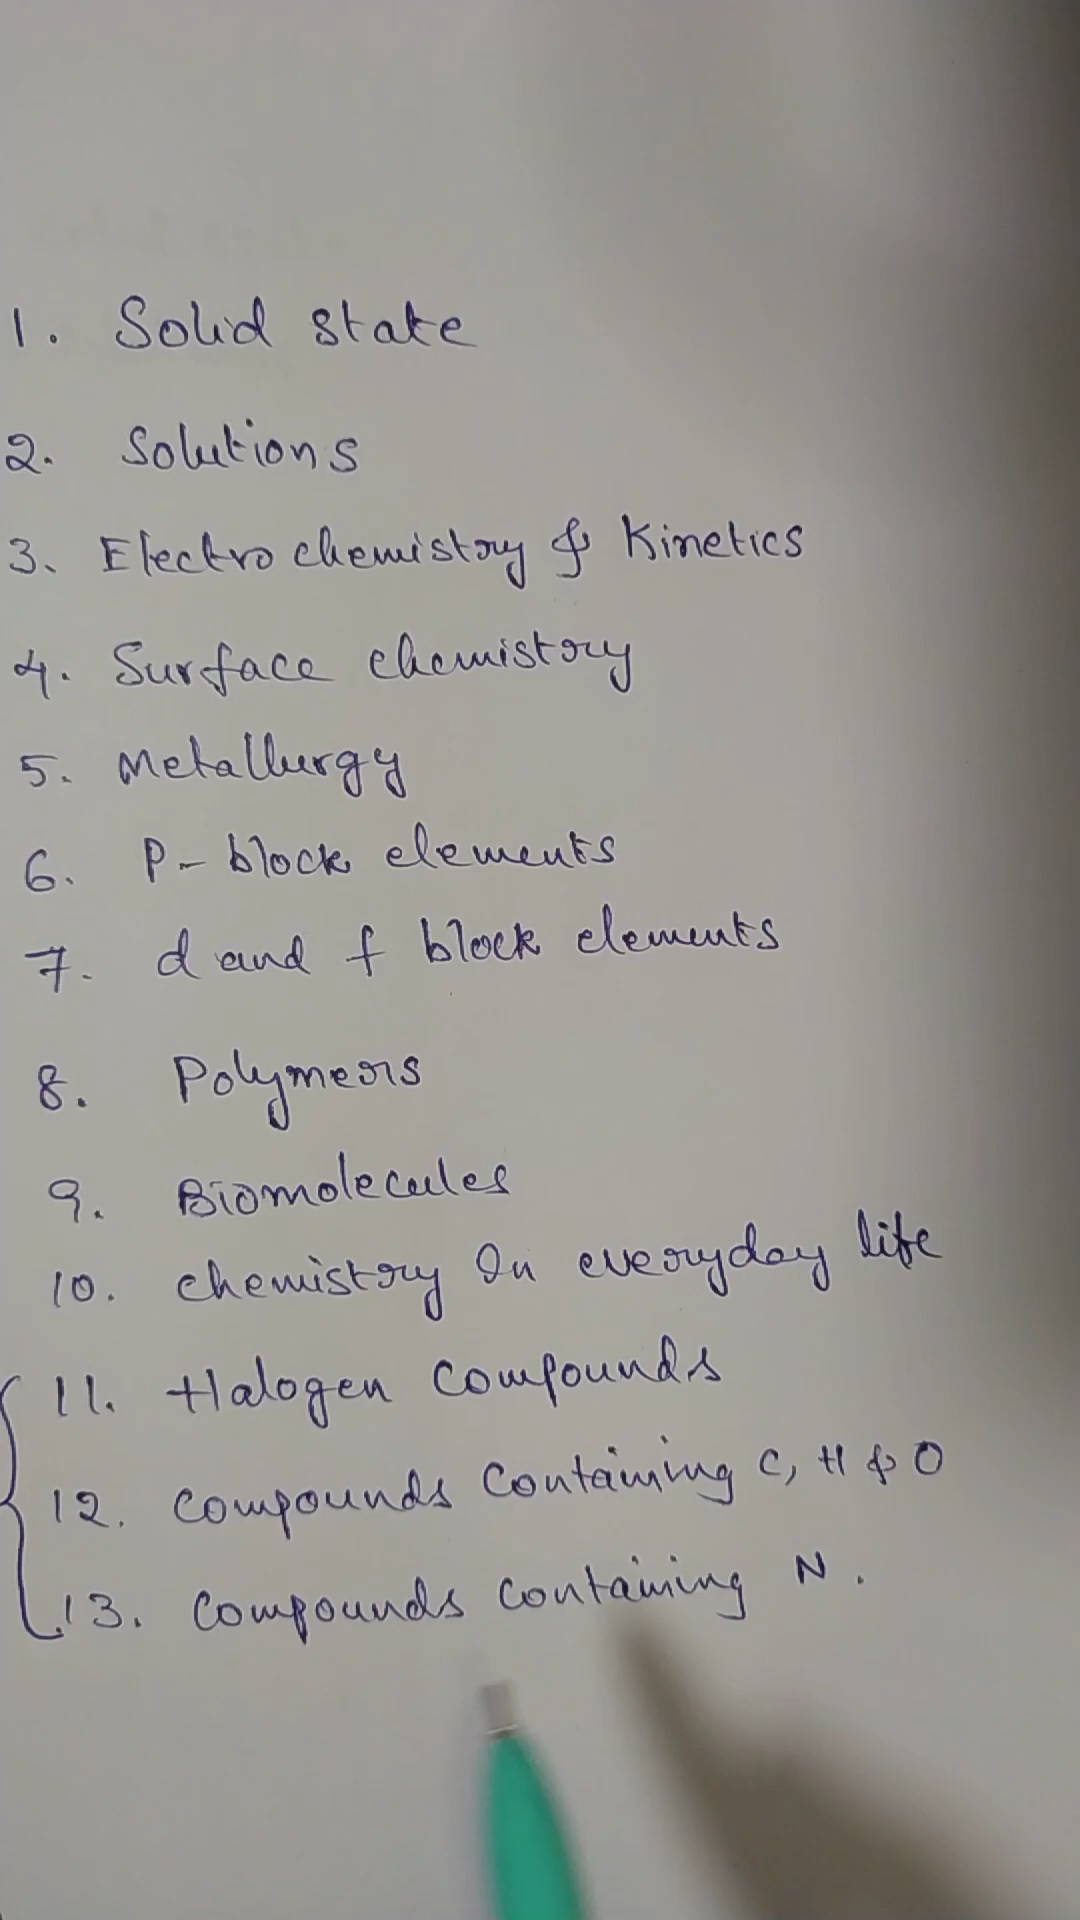 1. Solid state
2. Solutions
3. Electro chemistry & Kinetics
4. Surface chemistry
5. Metallurgy
6. P-block elements
7. d and f block elements
8. Polymers
9. Biomolecules
10. chemistry In everyday life
11. Halogen compounds
12. compounds containing C, H & O
13. compounds containing N.